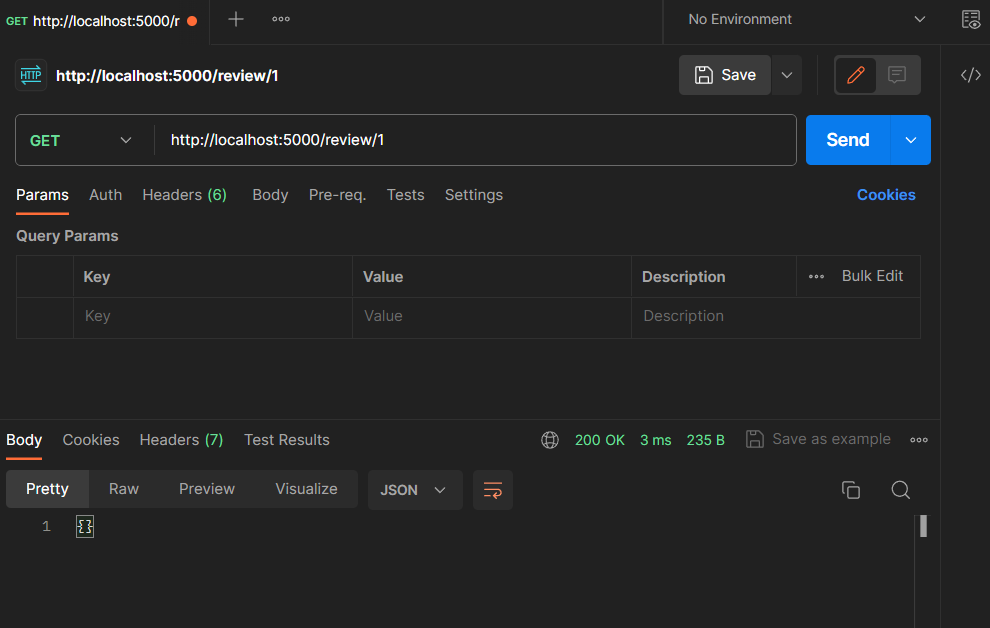 GET http://localhost:5000/r
No Environment
HTTP http://localhost:5000/review/1
Save
GET http://localhost:5000/review/1 Send
Params Auth Headers (6) Body Pre-req. Tests Settings Cookies
Query Params
Key Value Description Bulk Edit
Key Value Description
Body Cookies Headers (7) Test Results 200 OK 3 ms 235 B Save as example
Pretty Raw Preview Visualize JSON
1 {}